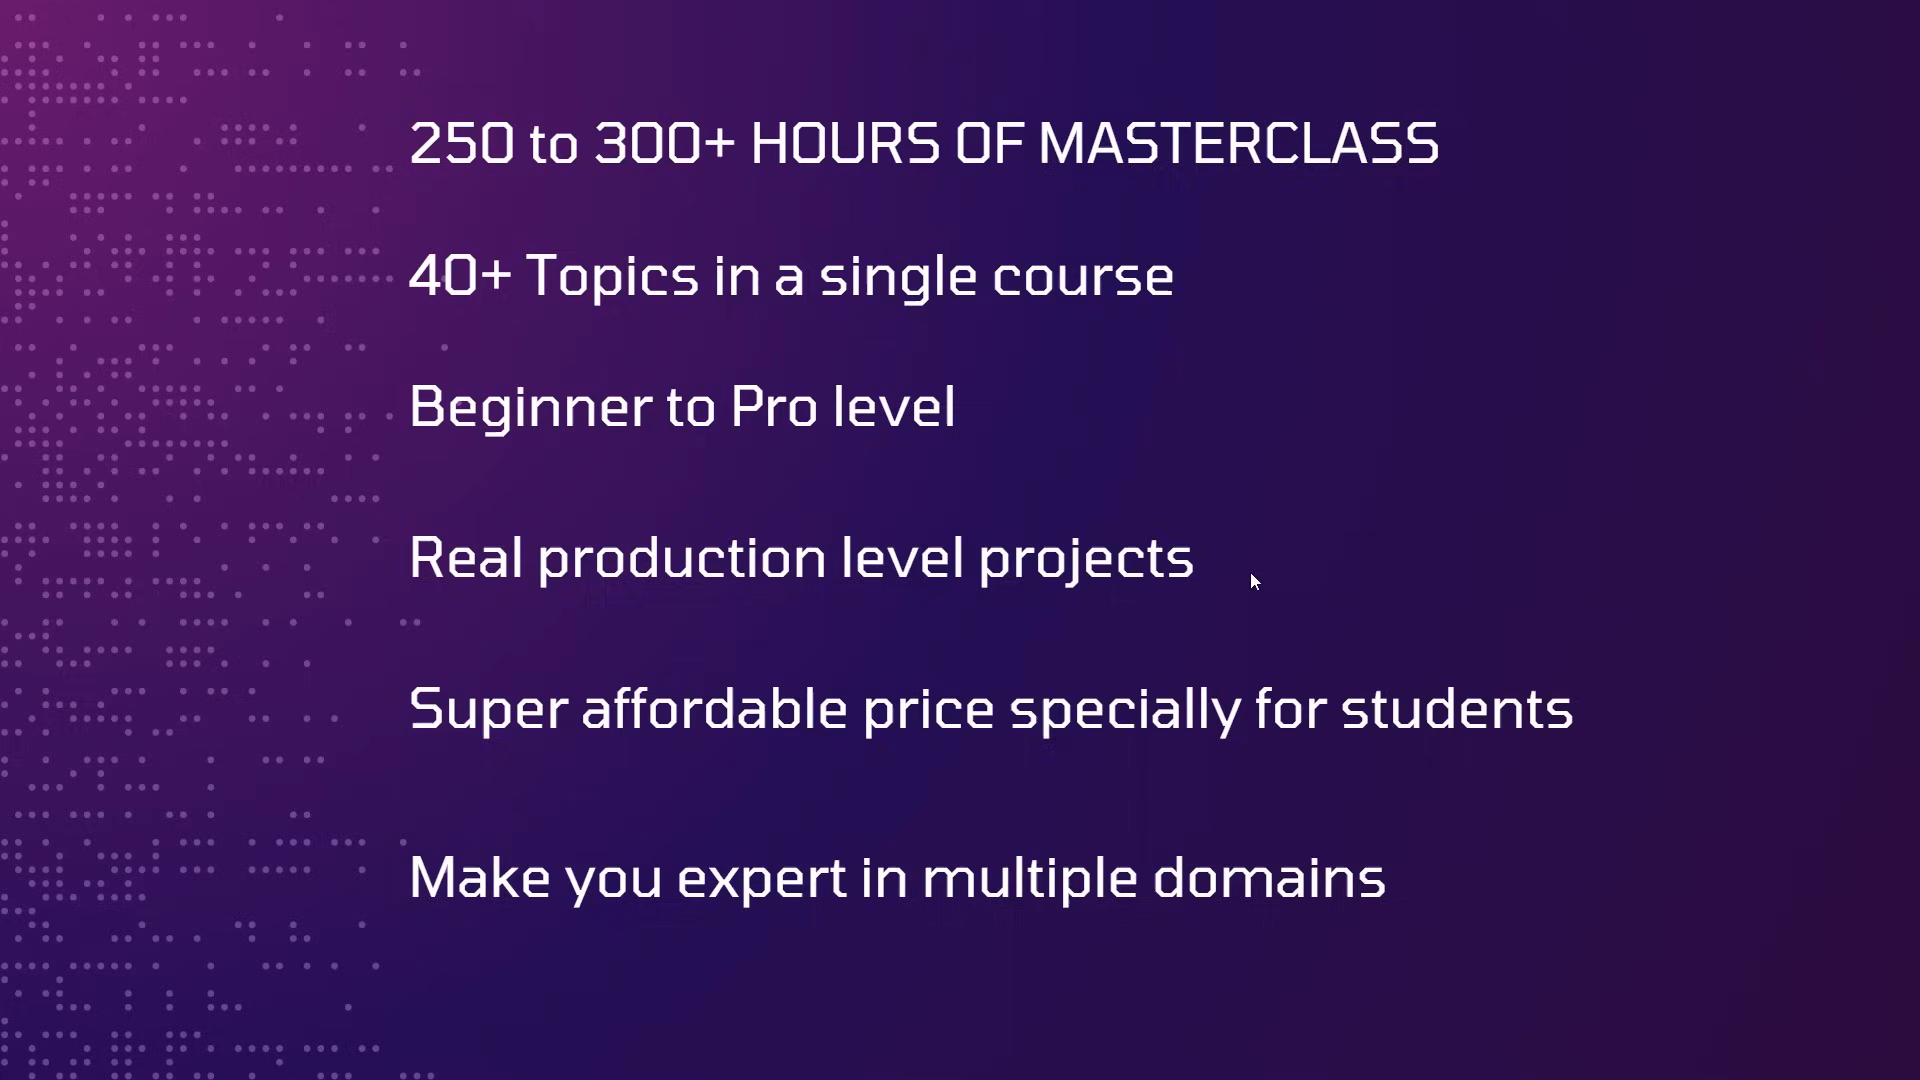 250 to 300+ HOURS OF MASTERCLASS
40+ Topics in a single course
Beginner to Pro level
Real production level projects
Super affordable price specially for students
Make you expert in multiple domains